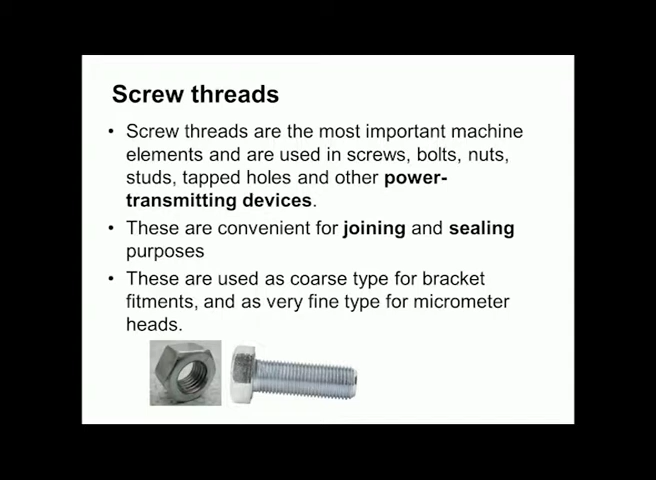 Screw threads
• Screw threads are the most important machine
elements and are used in screws, bolts, nuts,
studs, tapped holes and other power-
transmitting devices.
• These are convenient for joining and sealing
purposes
• These are used as coarse type for bracket
fitments, and as very fine type for micrometer
heads.